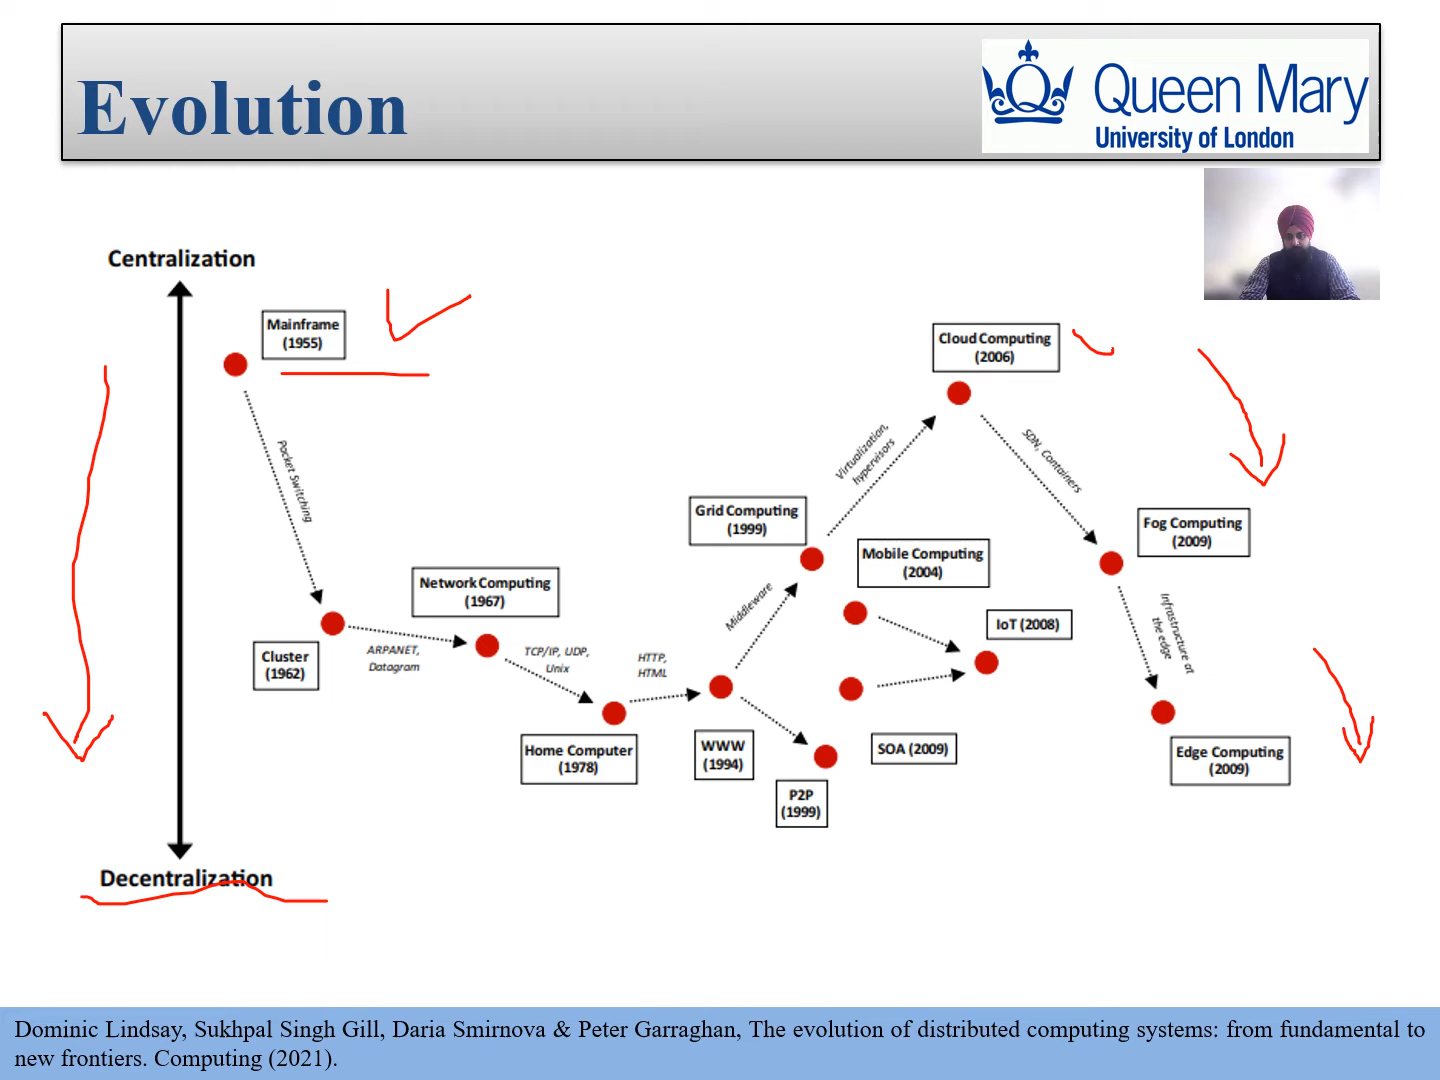 Evolution
Queen Mary
University of London
Centralization
Mainframe
(1955)
Packet Switching
Cluster
(1962)
ARPANET,
Datagram
Network Computing
(1967)
TCP/IP, UDP,
Unix
Home Computer
(1978)
HTTP,
HTML
WWW
(1994)
Middleware
Grid Computing
(1999)
P2P
(1999)
Virtualization,
hypervisors
Cloud Computing
(2006)
Mobile Computing
(2004)
SOA (2009)
IoT (2008)
SDN, Containers
Fog Computing
(2009)
Infrastructure at
the edge
Edge Computing
(2009)
Decentralization
Dominic Lindsay, Sukhpal Singh Gill, Daria Smirnova & Peter Garraghan, The evolution of distributed computing systems: from fundamental to
new frontiers. Computing (2021).